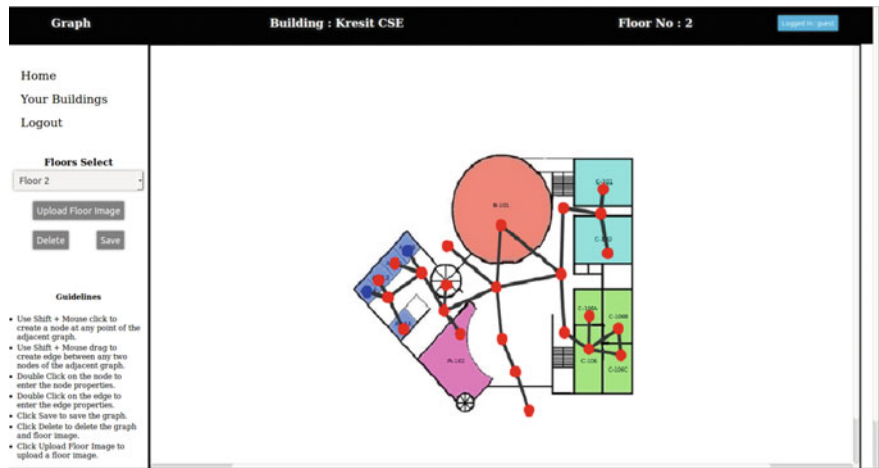 Graph
Building : Kresit CSE
Floor No : 2
Logged in : guest
Home
Your Buildings
Logout
Floors Select
Floor 2
Upload Floor Image
Delete
Save
Guidelines
Use Shift + Mouse click to
create a node at any point of the
adjacent graph.
Use Shift + Mouse drag to
create edge between any two
nodes of the adjacent graph.
Double Click on the node to
enter the node properties.
Double Click on the edge to
enter the edge properties.
Click Save to save the graph.
Click Delete to delete the graph
and floor image.
Click Upload Floor Image to
upload a floor image.
C-100A
C-100B
C-100C